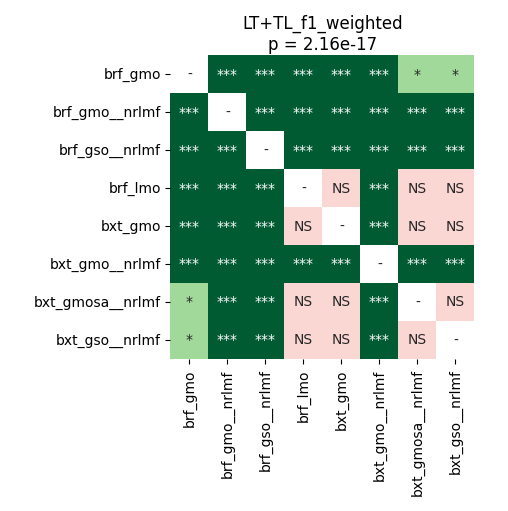 LT+TL_f1_weighted
p = 2.16e-17
brf_gmo - *** *** *** *** *** * *
brf_gmo__nrlmf *** - *** *** *** *** *** ***
brf_gso__nrlmf *** *** - *** *** *** *** ***
brf_lmo *** *** *** - NS *** NS NS
bxt_gmo *** *** *** NS - *** NS NS
bxt_gmo__nrlmf *** *** *** *** *** - *** ***
bxt_gmosa__nrlmf * *** *** NS NS *** - NS
bxt_gso__nrlmf * *** *** NS NS *** NS -
brf_gmo
brf_gmo__nrlmf
brf_gso__nrlmf
brf_lmo
bxt_gmo
bxt_gmo__nrlmf
bxt_gmosa__nrlmf
bxt_gso__nrlmf